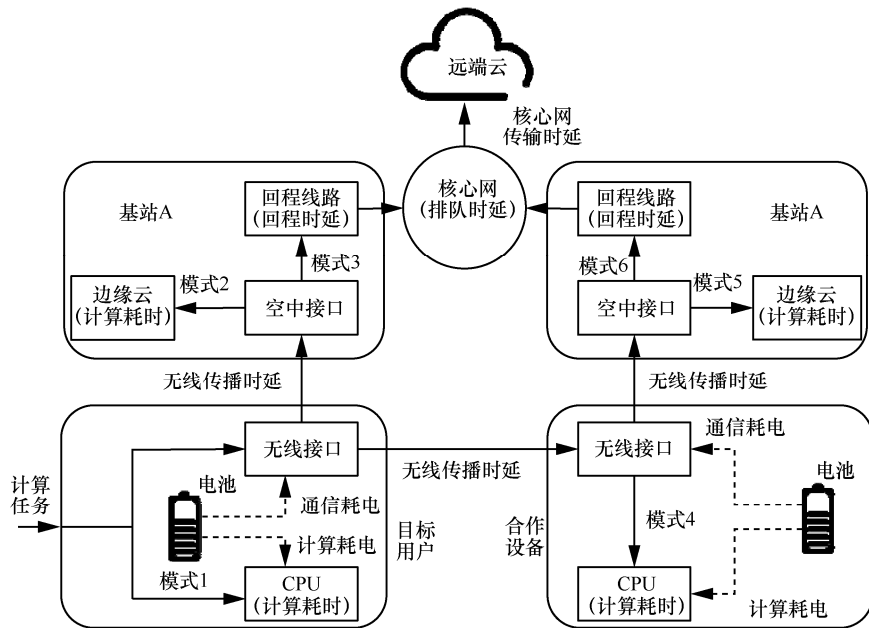 远端云
核心网
传输时延
核心网
(排队时延)
基站A
回程线路
(回程时延)
模式3
模式2
边缘云
(计算耗时)
空中接口
回程线路
(回程时延)
基站A
模式6
模式5
空中接口
边缘云
(计算耗时)
无线传播时延
无线传播时延
无线接口
无线传播时延
无线接口
通信耗电
电池
计算
任务
电池
通信耗电
计算耗电
模式1
CPU
(计算耗时)
目标
用户
合作
设备
模式4
CPU
(计算耗时)
计算耗电